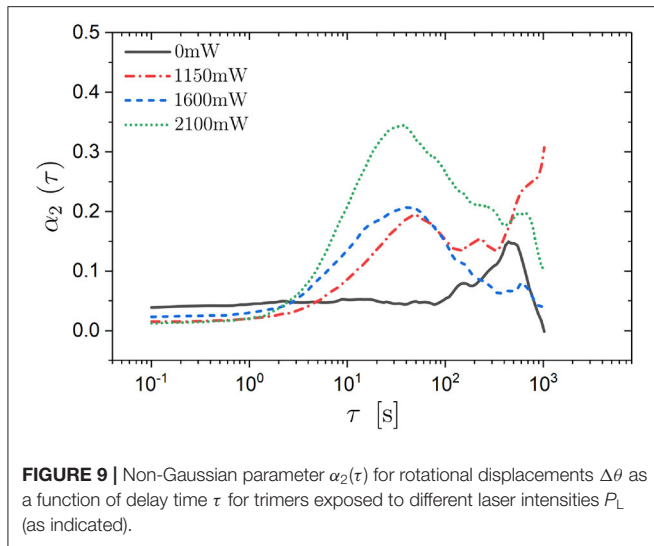 0mW
1150mW
1600mW
2100mW
0.5
0.4
0.3
0.2
0.1
0.0
α₂ (τ)
10⁻¹ 10⁰ 10¹ 10² 10³
τ [s]
FIGURE 9 | Non-Gaussian parameter α₂(τ) for rotational displacements Δθ as
a function of delay time τ for trimers exposed to different laser intensities P_L
(as indicated).